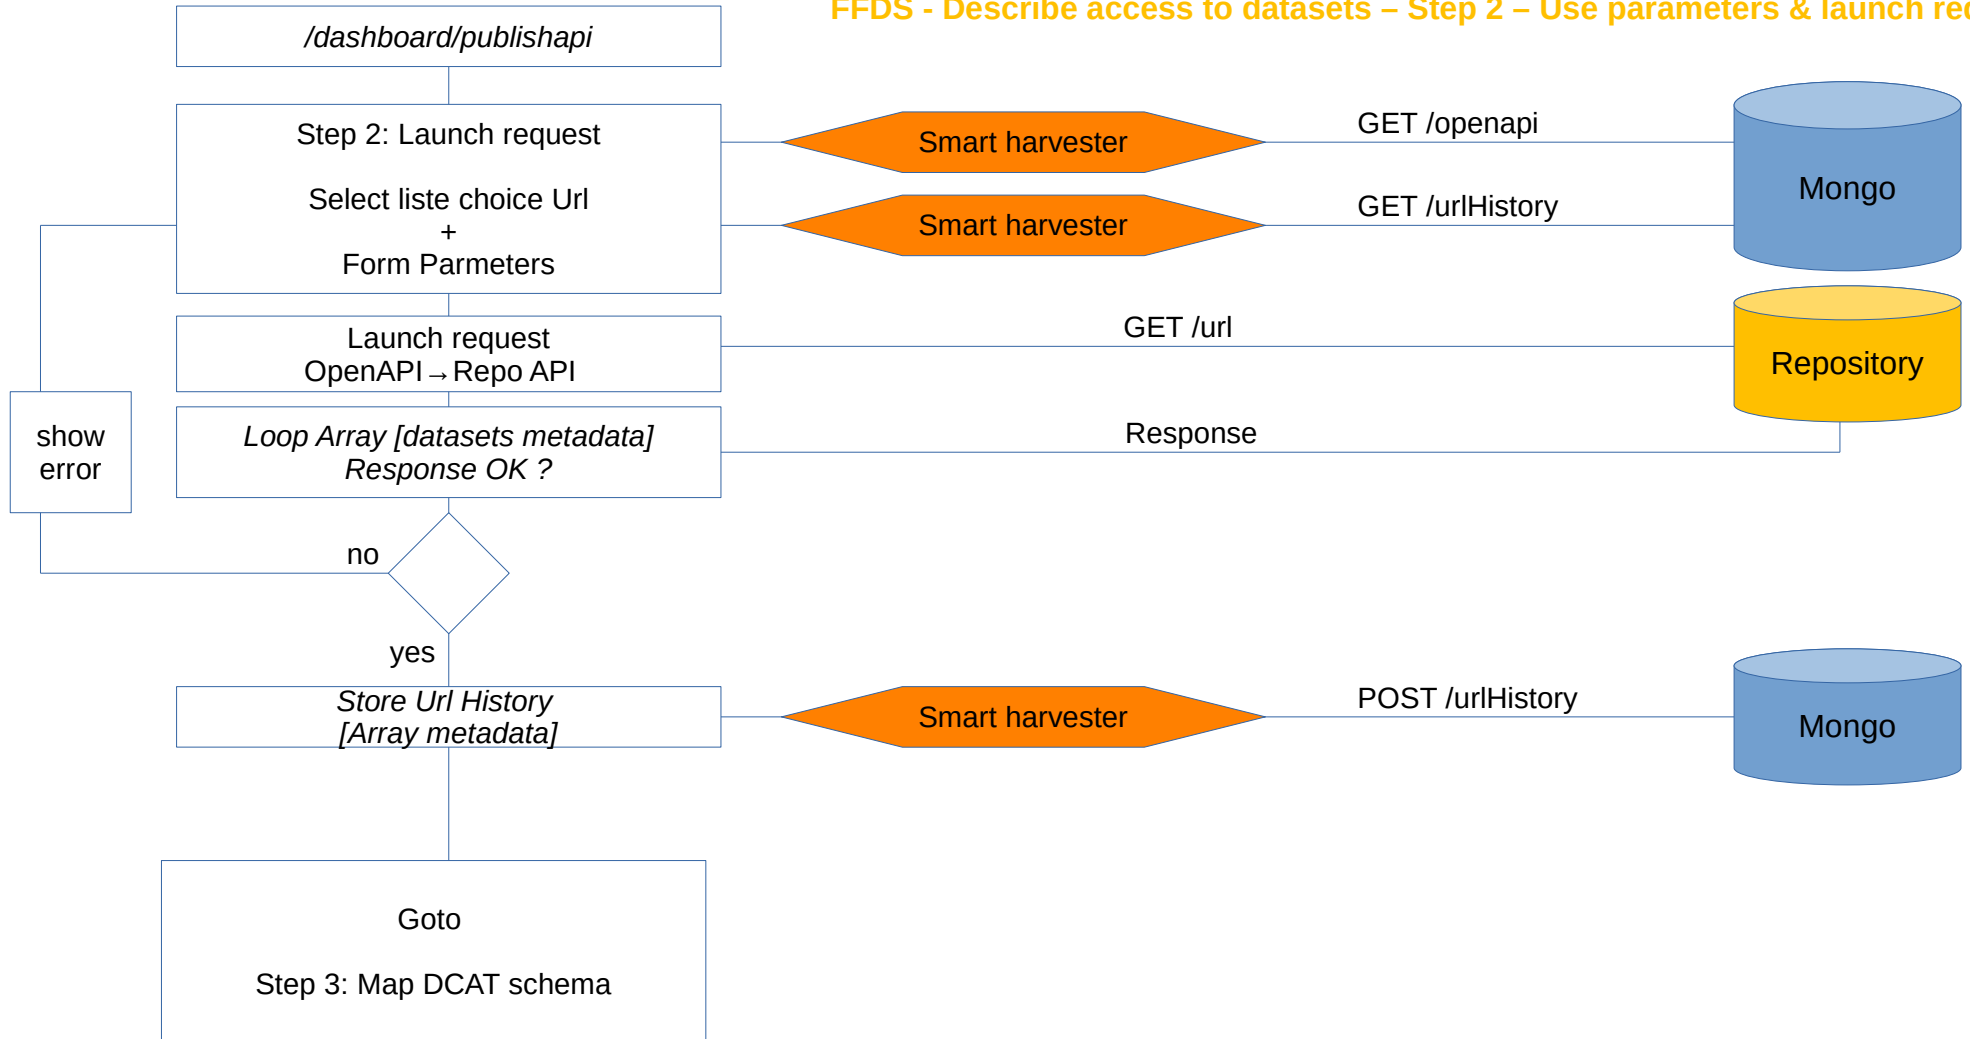 FFDS - Describe access to datasets – Step 2 – Use parameters & launch
/dashboard/publishapi
Step 2: Launch request
Select liste choice Url
+
Form Parmeters
Smart harvester
GET /openapi
Smart harvester
GET /urlHistory
Mongo
Launch request
OpenAPI→Repo API
GET /url
Repository
Loop Array [datasets metadata]
Response OK ?
Response
show
error
no
yes
Store Url History
[Array metadata]
Smart harvester
POST /urlHistory
Mongo
Goto
Step 3: Map DCAT schema